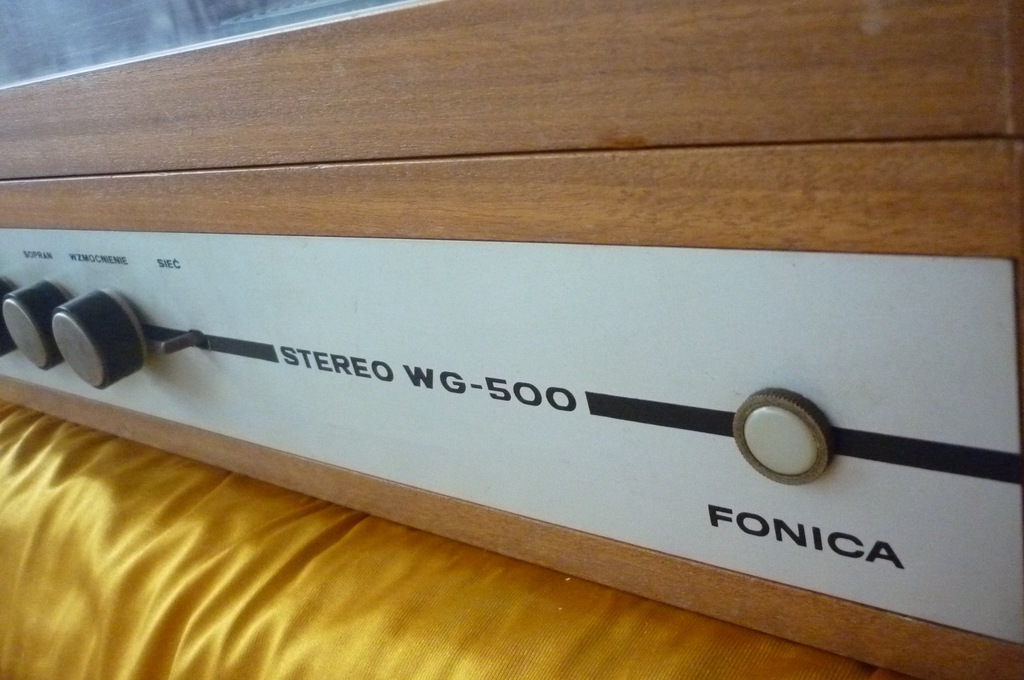 SOPRAN WZMOCNIENIE SIEĆ
STEREO WG-500
FONICA